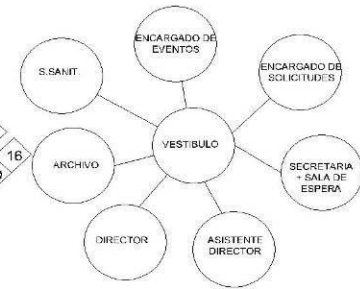 ENCARGADO DE
EVENTOS
S.SANIT.
ENCARGADO DE
SOLICITUDES
VESTIBULO
16
ARCHIVO
SECRETARIA
+ SALA DE
ESPERA
DIRECTOR
ASISTENTE
DIRECTOR